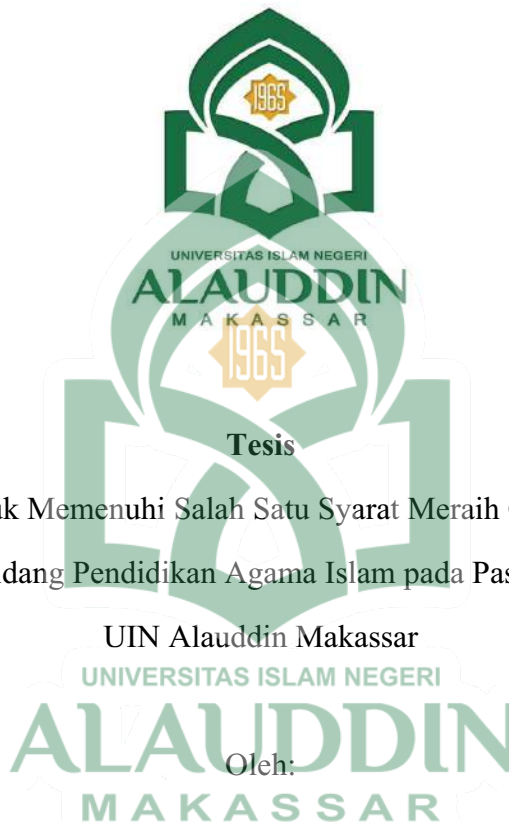 1965
UNIVERSITAS ISLAM NEGERI
ALAUDDIN
MAKASSAR
1965
Tesis
Memenuhi Salah Satu Syarat Meraih
Pendidikan Agama Islam pada
UIN Alauddin Makassar
UNIVERSITAS ISLAM NEGERI
ALAUDDIN
Oleh:
MAKASSAR